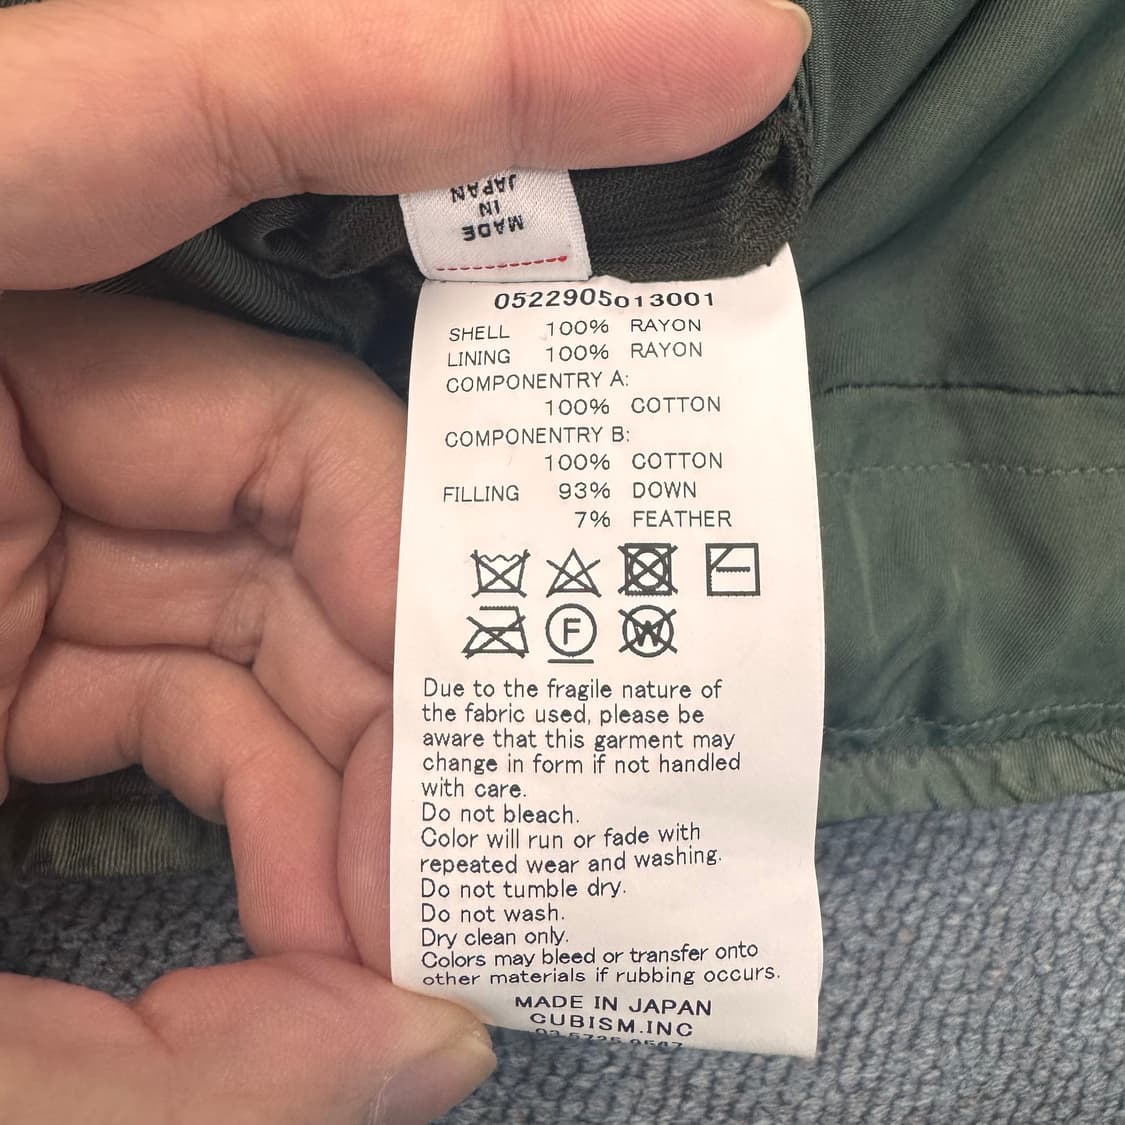 MADE
IN
JAPAN
0522905013001
SHELL 100% RAYON
LINING 100% RAYON
COMPONENTRY A:
100% COTTON
COMPONENTRY B:
100% COTTON
FILLING 93% DOWN
7% FEATHER
F W
Due to the fragile nature of
the fabric used, please be
aware that this garment may
change in form if not handled
with care.
Do not bleach.
Color will run or fade with
repeated wear and washing.
Do not tumble dry.
Do not wash.
Dry clean only.
Colors may bleed or transfer onto
other materials if rubbing occurs.
MADE IN JAPAN
CUBISM.INC